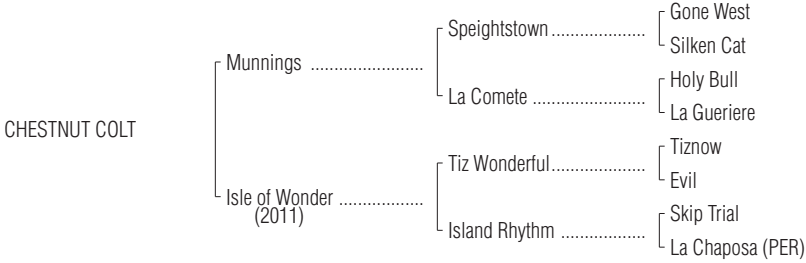 CHESTNUT COLT
Munnings ........................
Isle of Wonder ..................
(2011)
Speightstown.....................
La Comete ........................
Tiz Wonderful.....................
Island Rhythm ..................
Gone West
Silken Cat
Holy Bull
La Gueriere
Tiznow
Evil
Skip Trial
La Chaposa (PER)